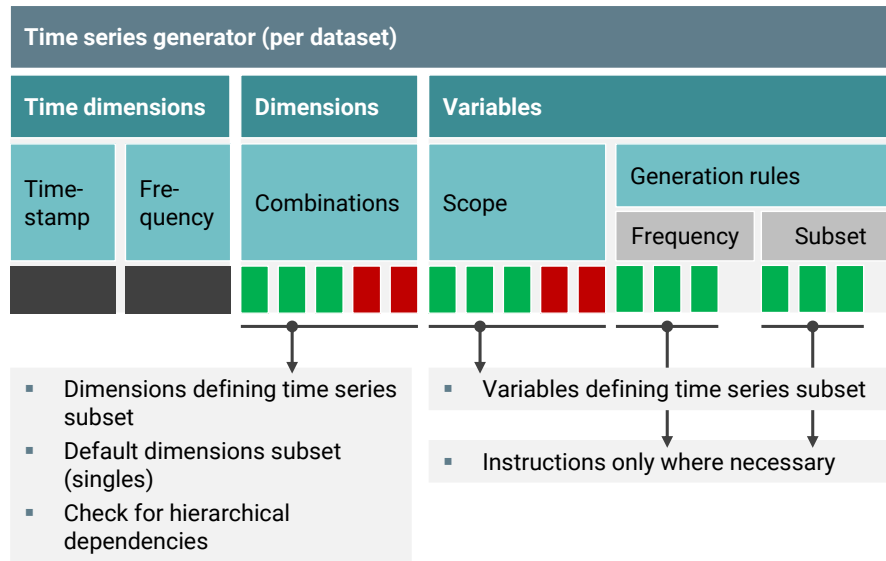 Time series generator (per dataset)
Time dimensions
Dimensions
Variables
Time-
stamp
Fre-
quency
Combinations
Scope
Generation rules
Frequency
Subset
▪ Dimensions defining time series
subset
▪ Default dimensions subset
(singles)
▪ Check for hierarchical
dependencies
▪ Variables defining time series subset
▪ Instructions only where necessary